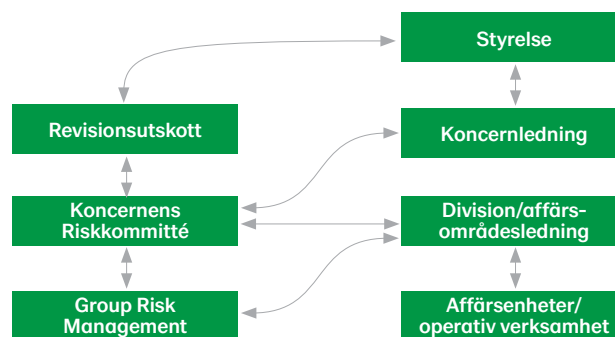 Styrelse
Revisionsutskott
Koncernledning
Koncernens
Riskkommitté
Division/affärs-
områdesledning
Group Risk
Management
Affärsenheter/
operativ verksamhet